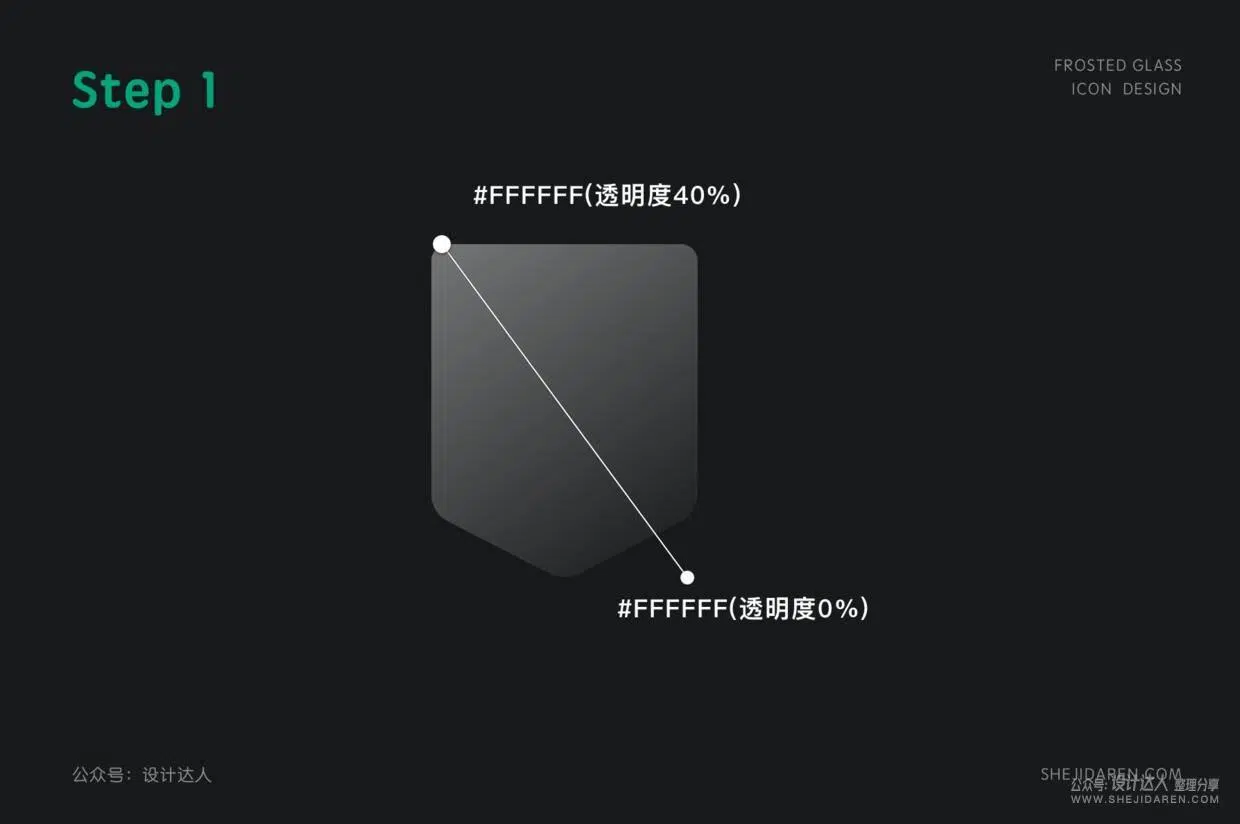 Step 1
FROSTED GLASS
ICON DESIGN
#FFFFFF(透明度40%)
#FFFFFF(透明度0%)
公众号：设计达人
SHEJIDAREN.COM
公众号: 设计达人 整理分享
WWW.SHEJIDAREN.COM